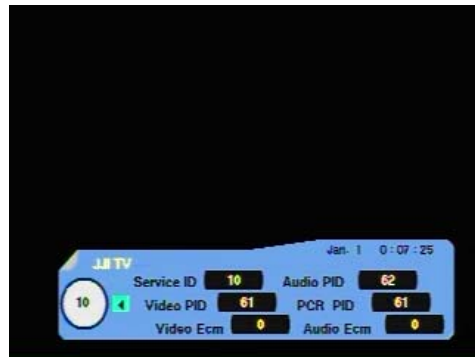 Jan. 1 0:07:25
JJI TV
Service ID 10 Audio PID 62
10 Video PID 61 PCR PID 61
Video Ecm 0 Audio Ecm 0